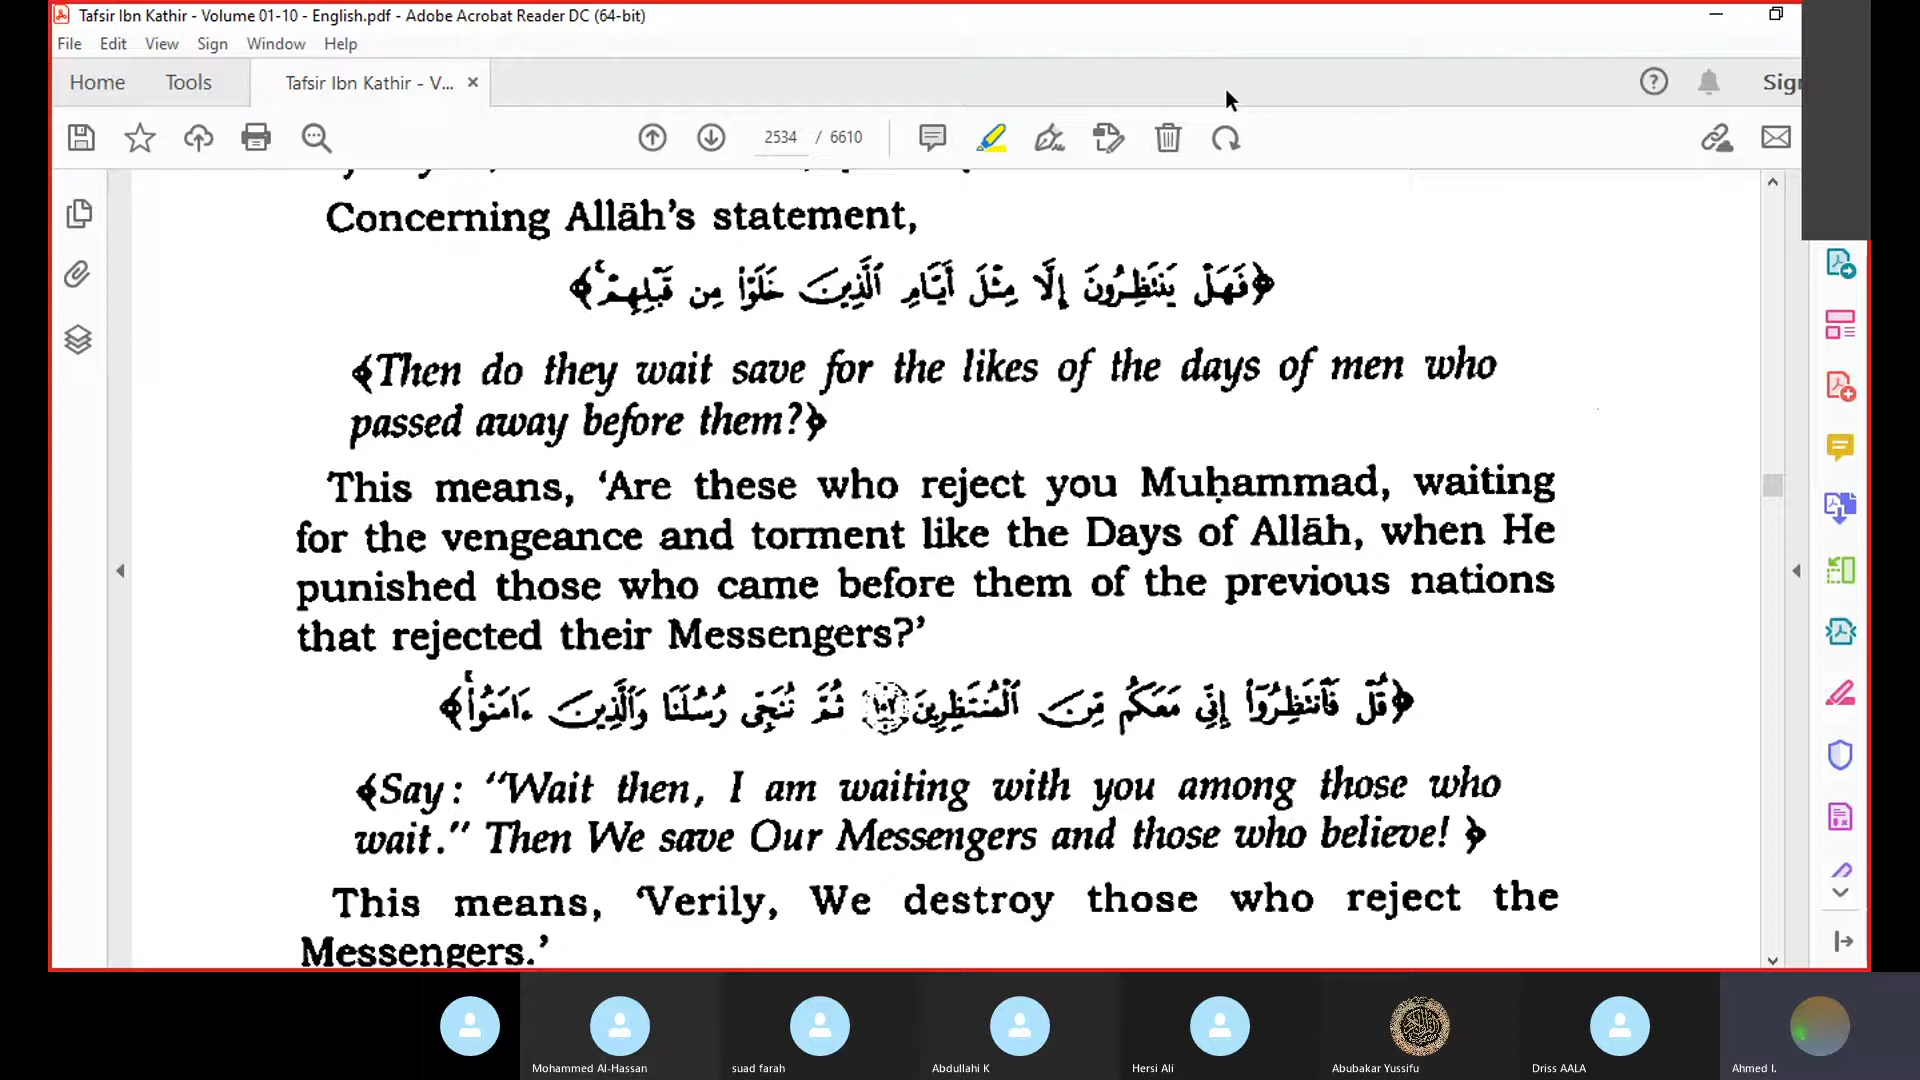 Tafsir Ibn Kathir - Volume 01-10 - English.pdf - Adobe Acrobat Reader DC (64-bit)
File Edit View Sign Window Help
Home Tools Tafsir Ibn Kathir - V... × Sign
2534 / 6610
Concerning Allāh's statement,
﴿فَهَلْ يَنتَظِرُونَ إِلَّا مِثْلَ أَيَّامِ ٱلَّذِينَ خَلَوْا۟ مِن قَبْلِهِمْ ۚ﴾
﴾Then do they wait save for the likes of the days of men who
passed away before them?﴿
This means, ‘Are these who reject you Muḥammad, waiting
for the vengeance and torment like the Days of Allāh, when He
punished those who came before them of the previous nations
that rejected their Messengers?’
﴿قُلْ فَٱنتَظِرُوٓا۟ إِنِّى مَعَكُم مِّنَ ٱلْمُنتَظِرِينَ ثُمَّ نُنَجِّى رُسُلَنَا وَٱلَّذِينَ ءَامَنُوا۟ ۚ﴾
﴾Say: "Wait then, I am waiting with you among those who
wait." Then We save Our Messengers and those who believe! ﴿
This means, ‘Verily, We destroy those who reject the
Messengers.’
Mohammed Al-Hassan suad farah Abdullahi K Hersi Ali Abubakar Yussifu Driss AALA Ahmed I.